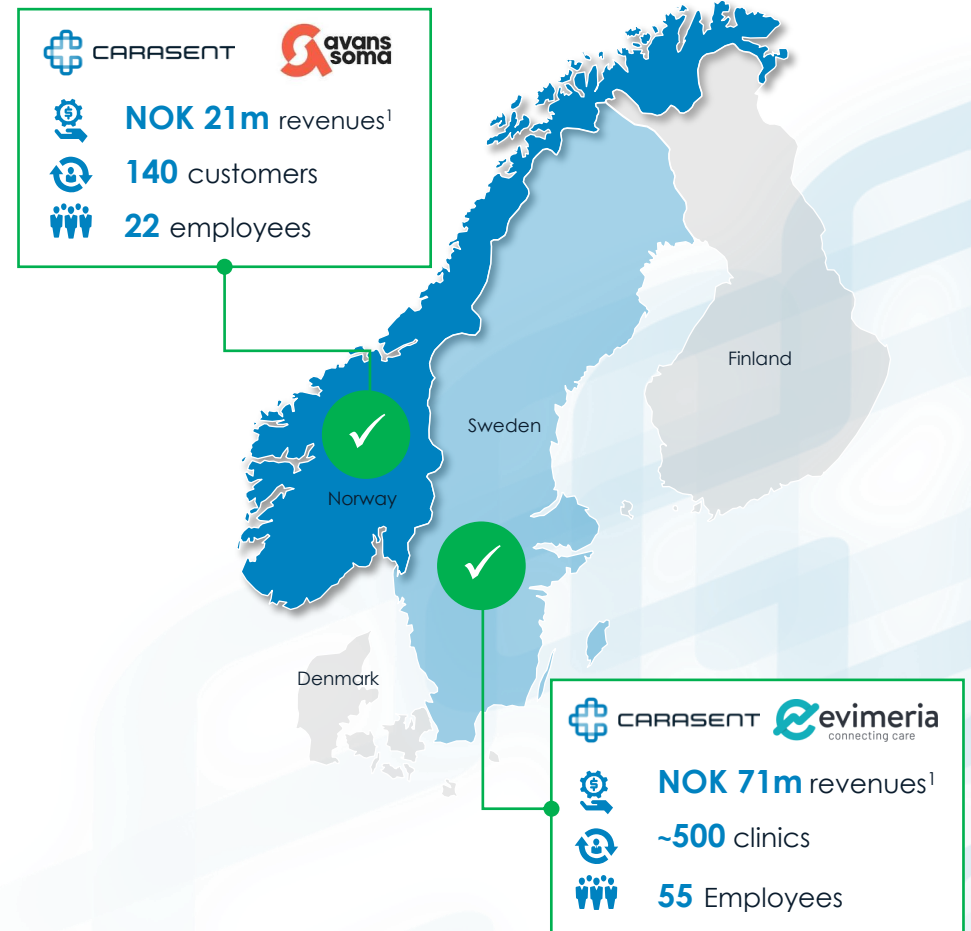 CARASENT
avans
soma
NOK 21m revenues¹
140 customers
22 employees
Finland
Sweden
Norway
Denmark
CARASENT
evimeria
connecting care
NOK 71m revenues¹
~500 clinics
55 Employees